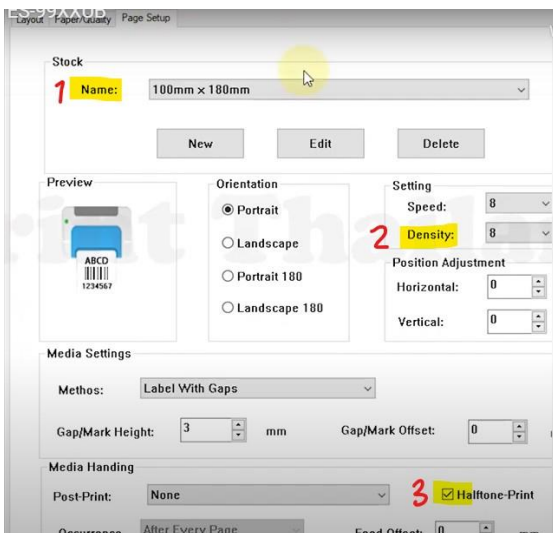 ES-99XXUB
Layout Paper/Quality Page Setup
Stock
1 Name: 100mm x 180mm
New Edit Delete
Preview
ABCD
1234567
Orientation
Portrait
Landscape
Portrait 180
Landscape 180
Setting
Speed: 8
2 Density: 8
Position Adjustment
Horizontal: 0
Vertical: 0
Media Settings
Methos: Label With Gaps
Gap/Mark Height: 3 mm Gap/Mark Offset: 0
Media Handing
Post-Print: None 3 Halftone-Print
After Every Page Feed Offset: 0